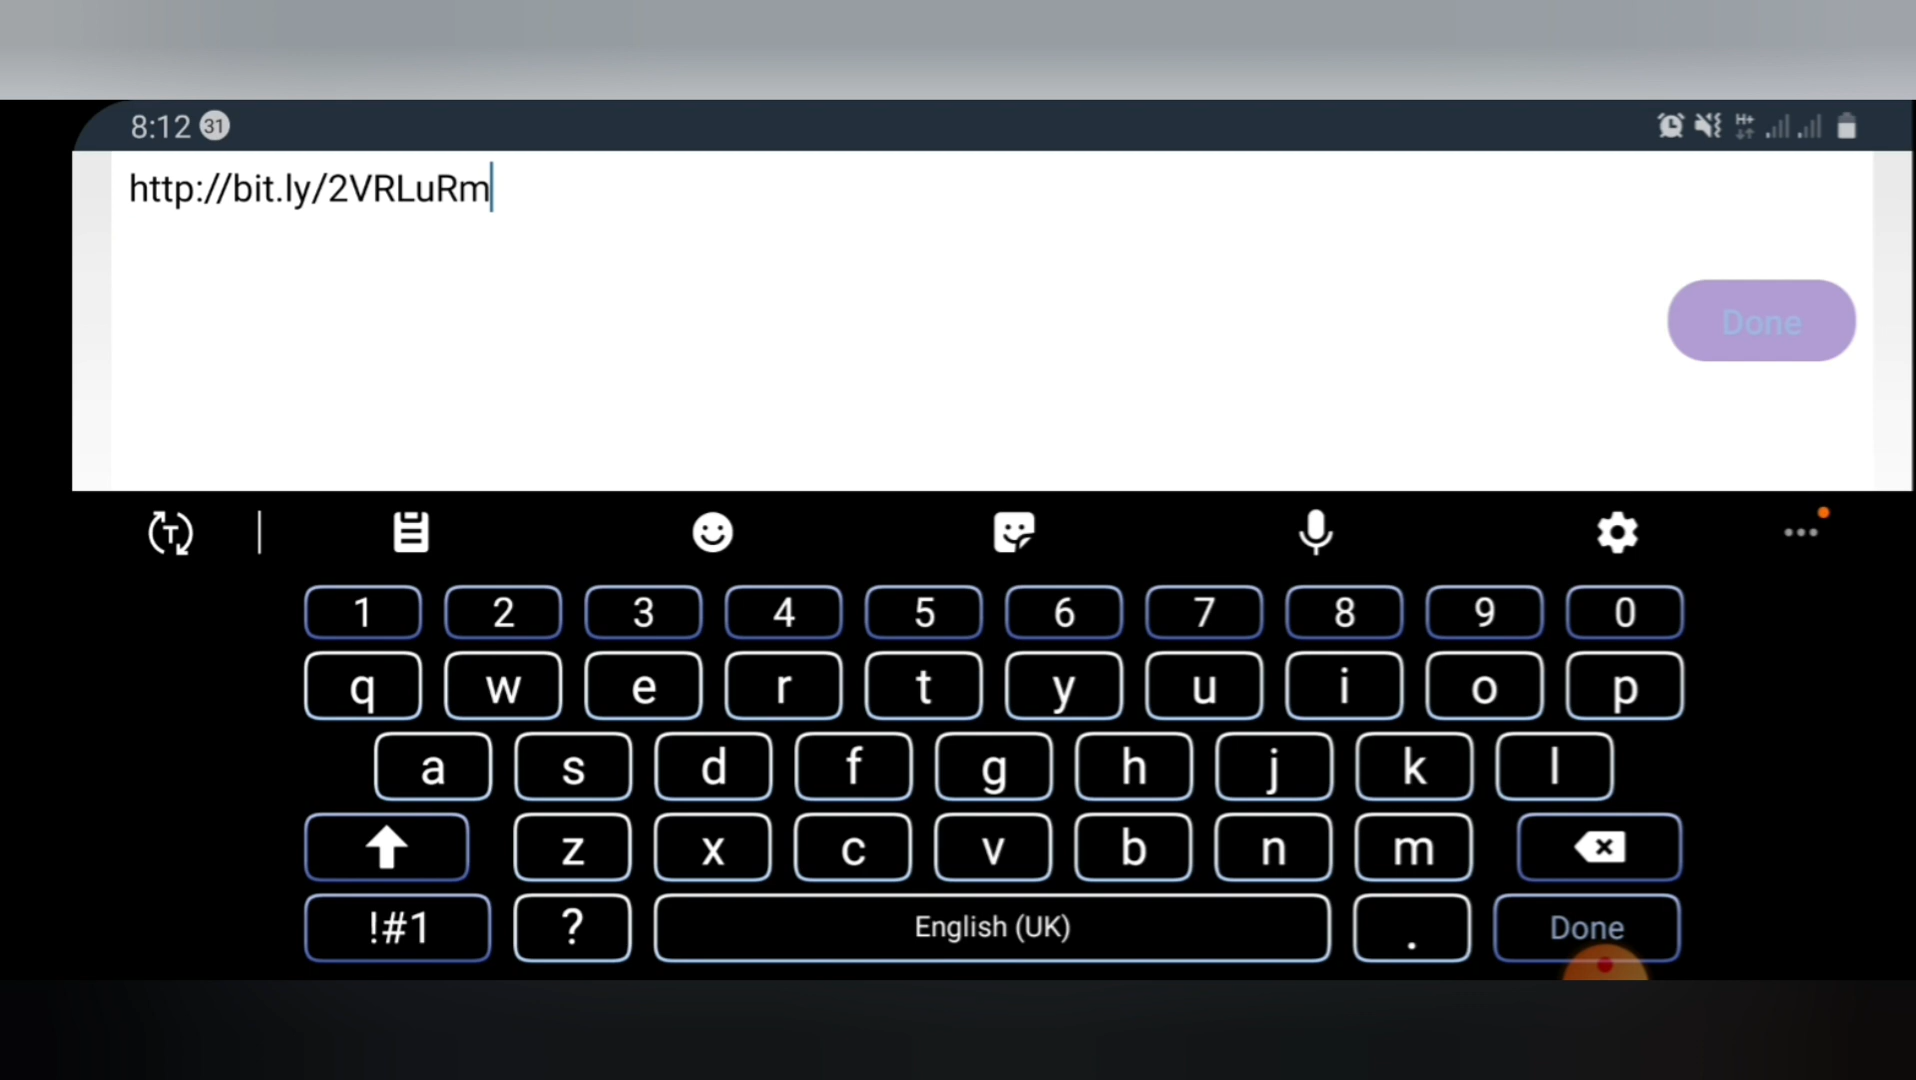 8:12 31 H+
http://bit.ly/2VRLuRm
Done
T
1 2 3 4 5 6 7 8 9 0
q w e r t y u i o p
a s d f g h j k l
z x c v b n m
!#1 ? English (UK) . Done